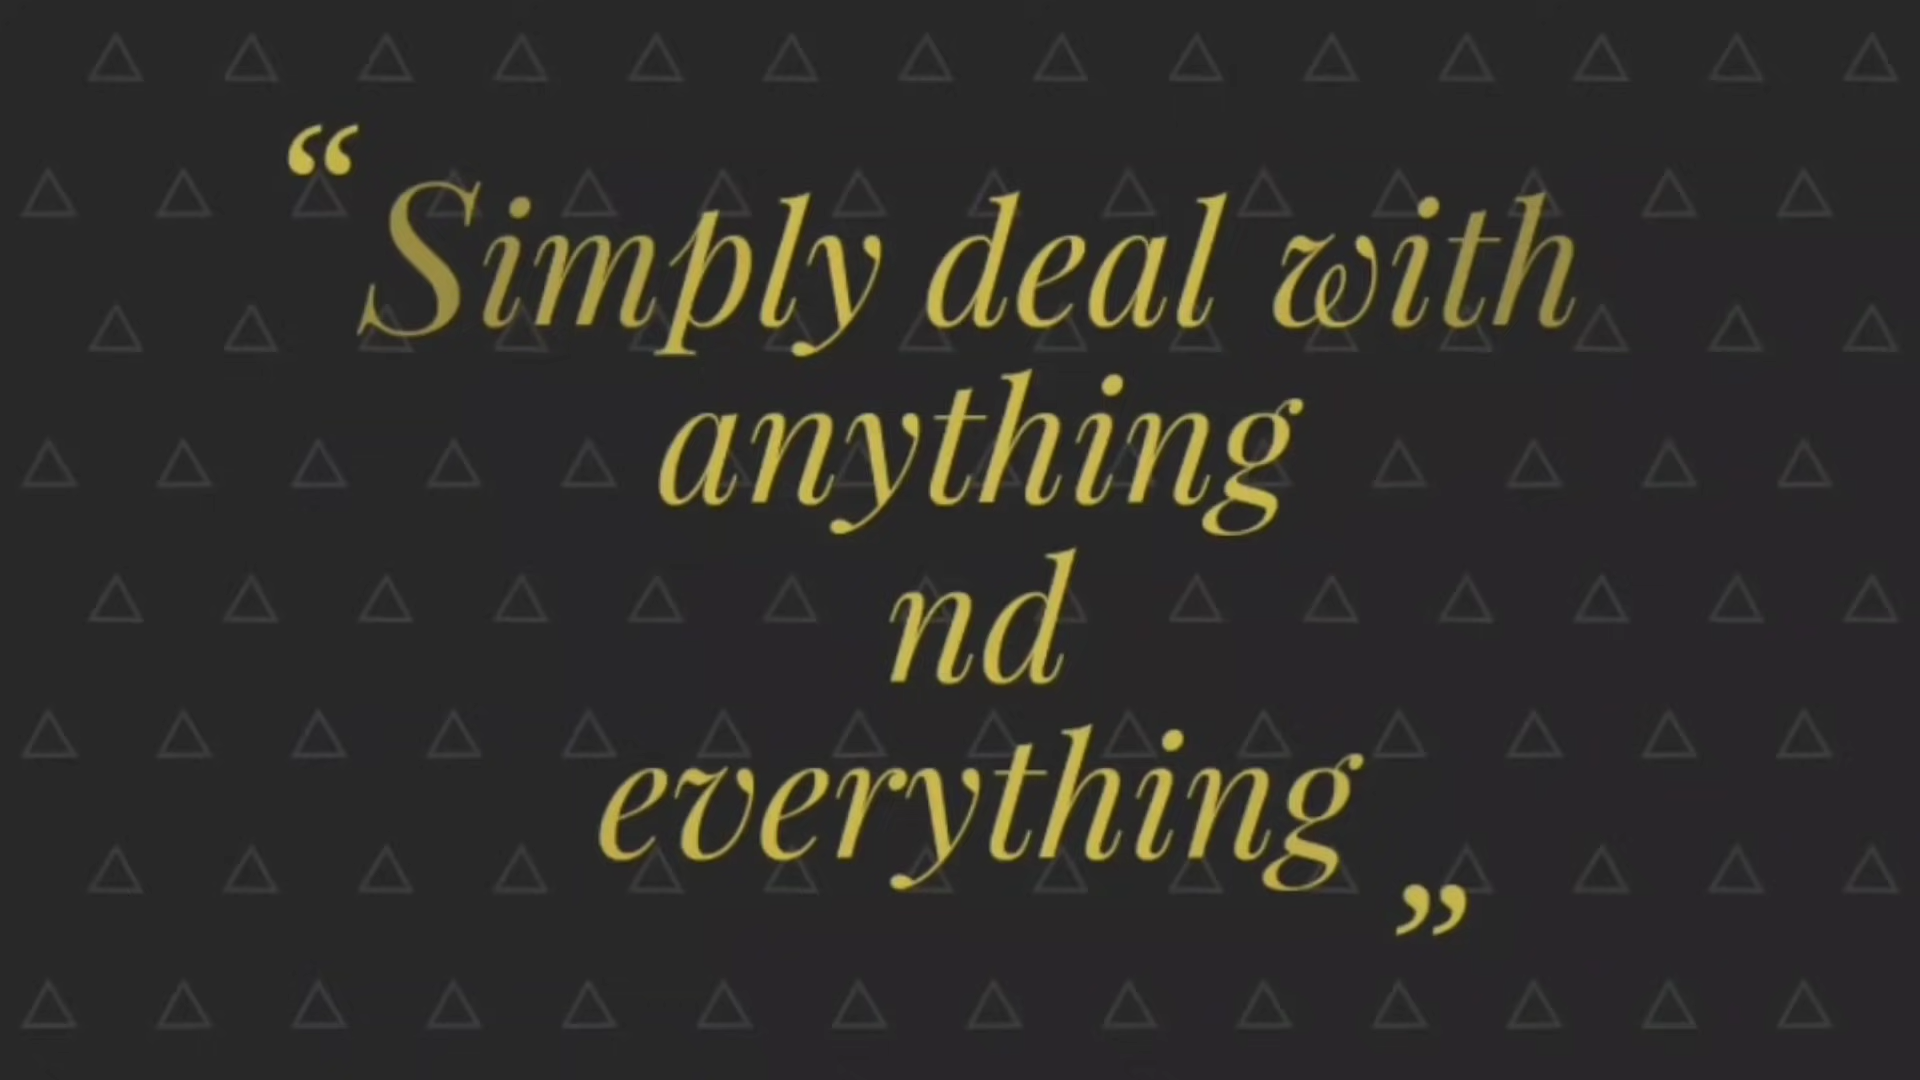 “Simply deal with
anything
nd
everything”